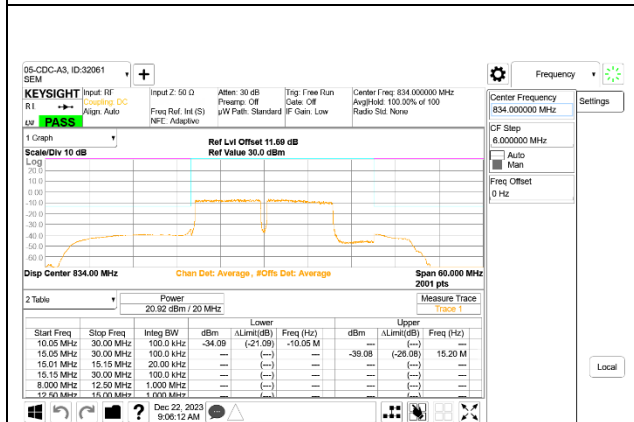 05-CDC-A3, ID:32061
SEM
Frequency
KEYSIGHT Input: RF Input Z: 50 Ω Atten: 30 dB Trig: Free Run Center Freq: 834.000000 MHz
R L Coupling: DC Preamp: Off Gate: Off Avg|Hold: 100.00% of 100
Align: Auto Freq Ref: Int (S) µW Path: Standard IF Gain: Low Radio Std: None
PASS NFE: Adaptive
Center Frequency
834.000000 MHz
Settings
CF Step
6.000000 MHz
Auto
Man
Freq Offset
0 Hz
1 Graph
Ref Lvl Offset 11.69 dB
Scale/Div 10 dB Ref Value 30.0 dBm
Log
20.0
10.0
0.00
-10.0
-20.0
-30.0
-40.0
-50.0
-60.0
Disp Center 834.00 MHz Chan Det: Average , #Offs Det: Average Span 60.000 MHz
2001 pts
2 Table Power Measure Trace
20.92 dBm / 20 MHz Trace 1
Lower Upper
Start Freq Stop Freq Integ BW dBm ΔLimit(dB) Freq (Hz) dBm ΔLimit(dB) Freq (Hz)
10.05 MHz 30.00 MHz 100.0 kHz -34.09 (-21.09) -10.05 M --- (---) ---
15.05 MHz 30.00 MHz 100.0 kHz --- (---) --- -39.08 (-26.08) 15.20 M
15.01 MHz 15.15 MHz 20.00 kHz --- (---) --- --- (---) ---
15.15 MHz 30.00 MHz 100.0 kHz --- (---) --- --- (---) ---
8.000 MHz 12.50 MHz 1.000 MHz --- (---) --- --- (---) ---
12.50 MHz 15.00 MHz 1.000 MHz --- (---) --- --- (---) ---
Local
Dec 22, 2023
9:06:12 AM